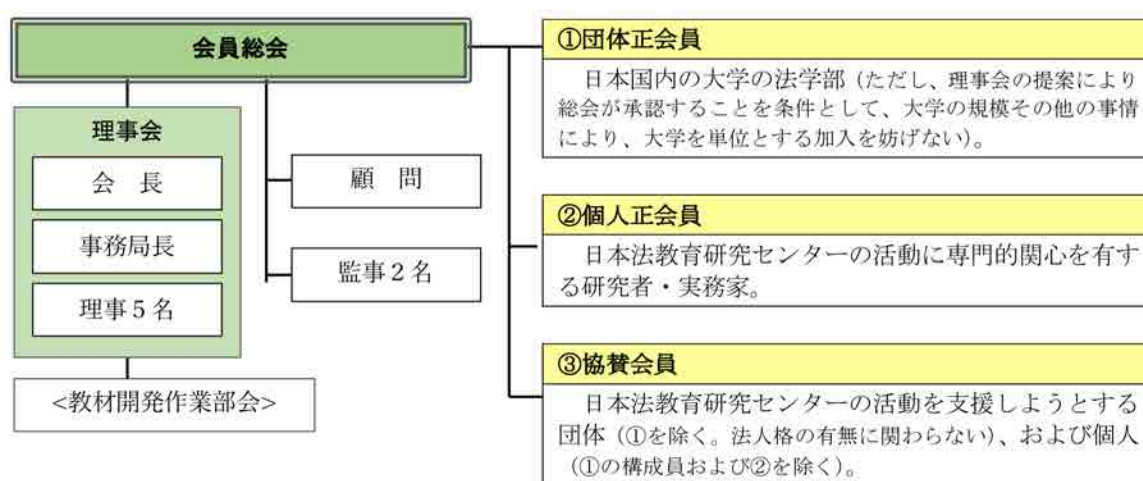 会員総会
理事会
会　長
事務局長
理事５名
<教材開発作業部会>
顧　問
監事２名
①団体正会員
日本国内の大学の法学部（ただし、理事会の提案により
総会が承認することを条件として、大学の規模その他の事情
により、大学を単位とする加入を妨げない）。
②個人正会員
日本法教育研究センターの活動に専門的関心を有す
る研究者・実務家。
③協賛会員
日本法教育研究センターの活動を支援しようとする
団体（①を除く。法人格の有無に関わらない）、および個人
（①の構成員および②を除く）。